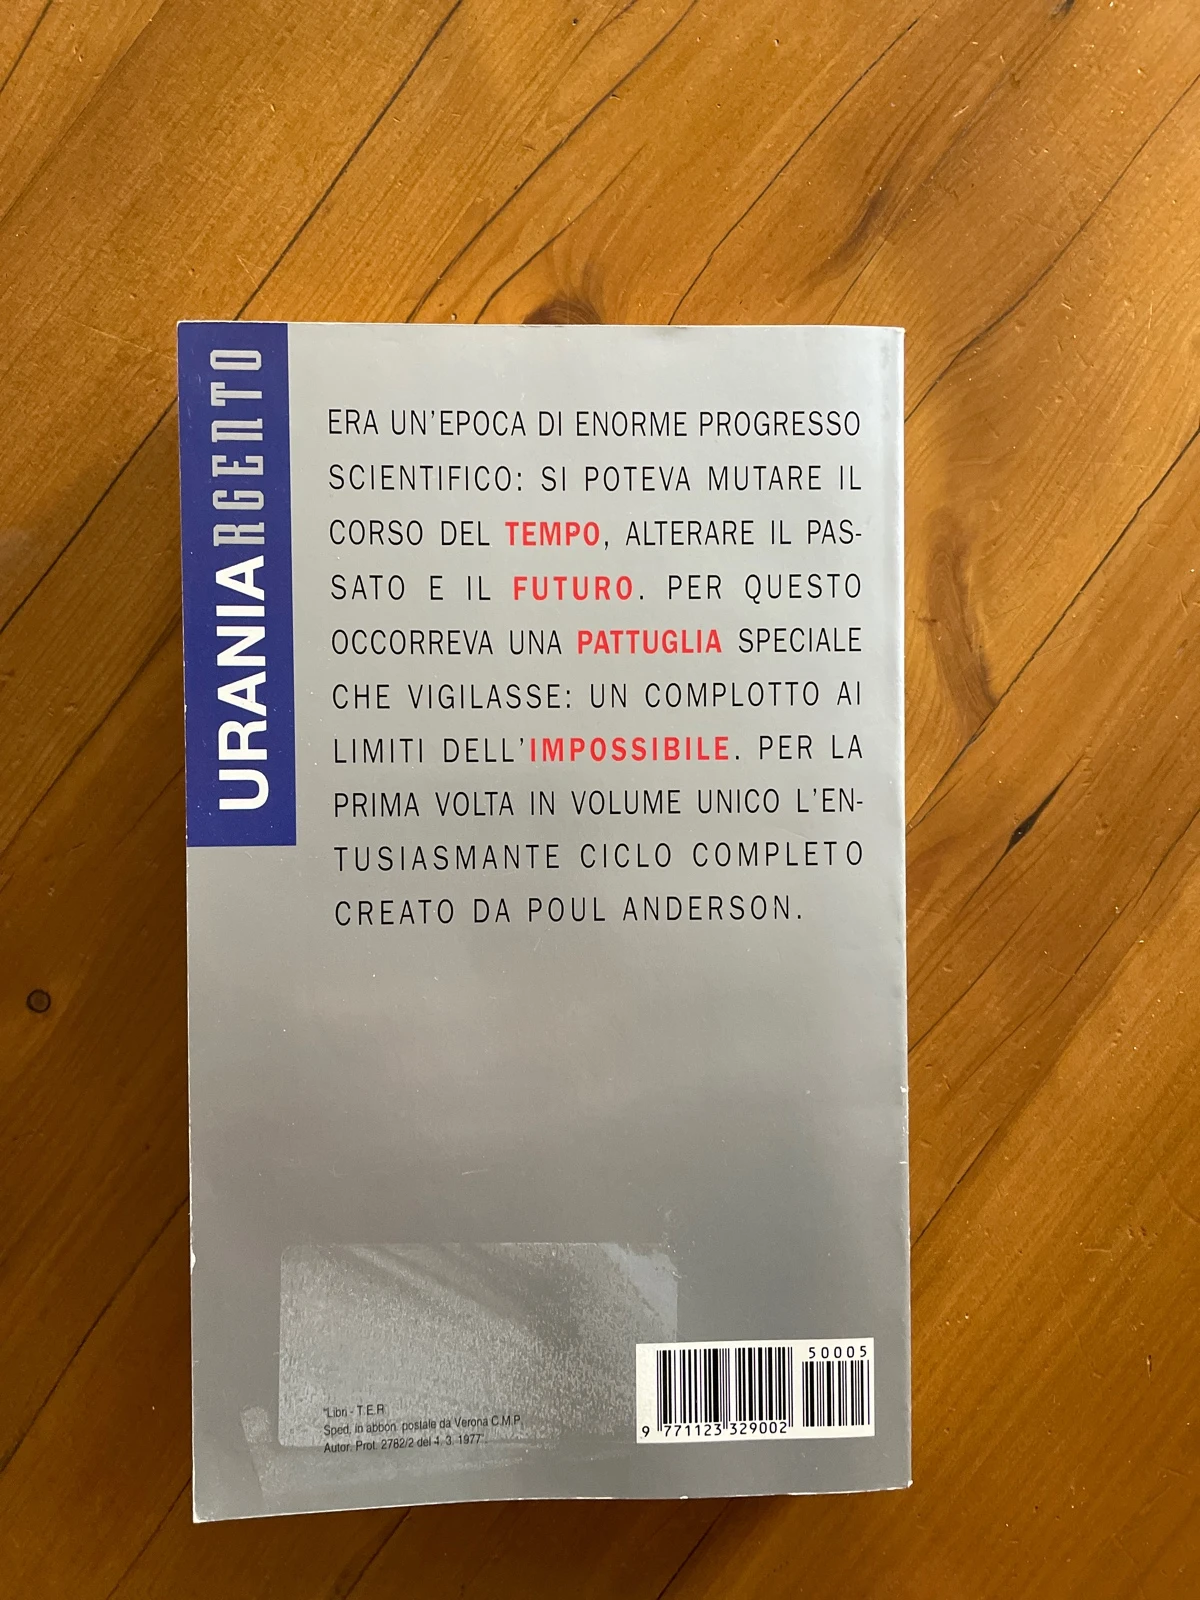 URANIA ARGENTO
ERA UN'EPOCA DI ENORME PROGRESSO
SCIENTIFICO: SI POTEVA MUTARE IL
CORSO DEL TEMPO, ALTERARE IL PAS-
SATO E IL FUTURO. PER QUESTO
OCCORREVA UNA PATTUGLIA SPECIALE
CHE VIGILASSE: UN COMPLOTTO AI
LIMITI DELL'IMPOSSIBILE. PER LA
PRIMA VOLTA IN VOLUME UNICO L'EN-
TUSIASMANTE CICLO COMPLETO
CREATO DA POUL ANDERSON.
"Libri - T.E.R.
Sped. in abbon. postale da Verona C.M.P.
Autor. Prot. 2782/2 del 4. 3. 1977"
50005
9 771123 329002